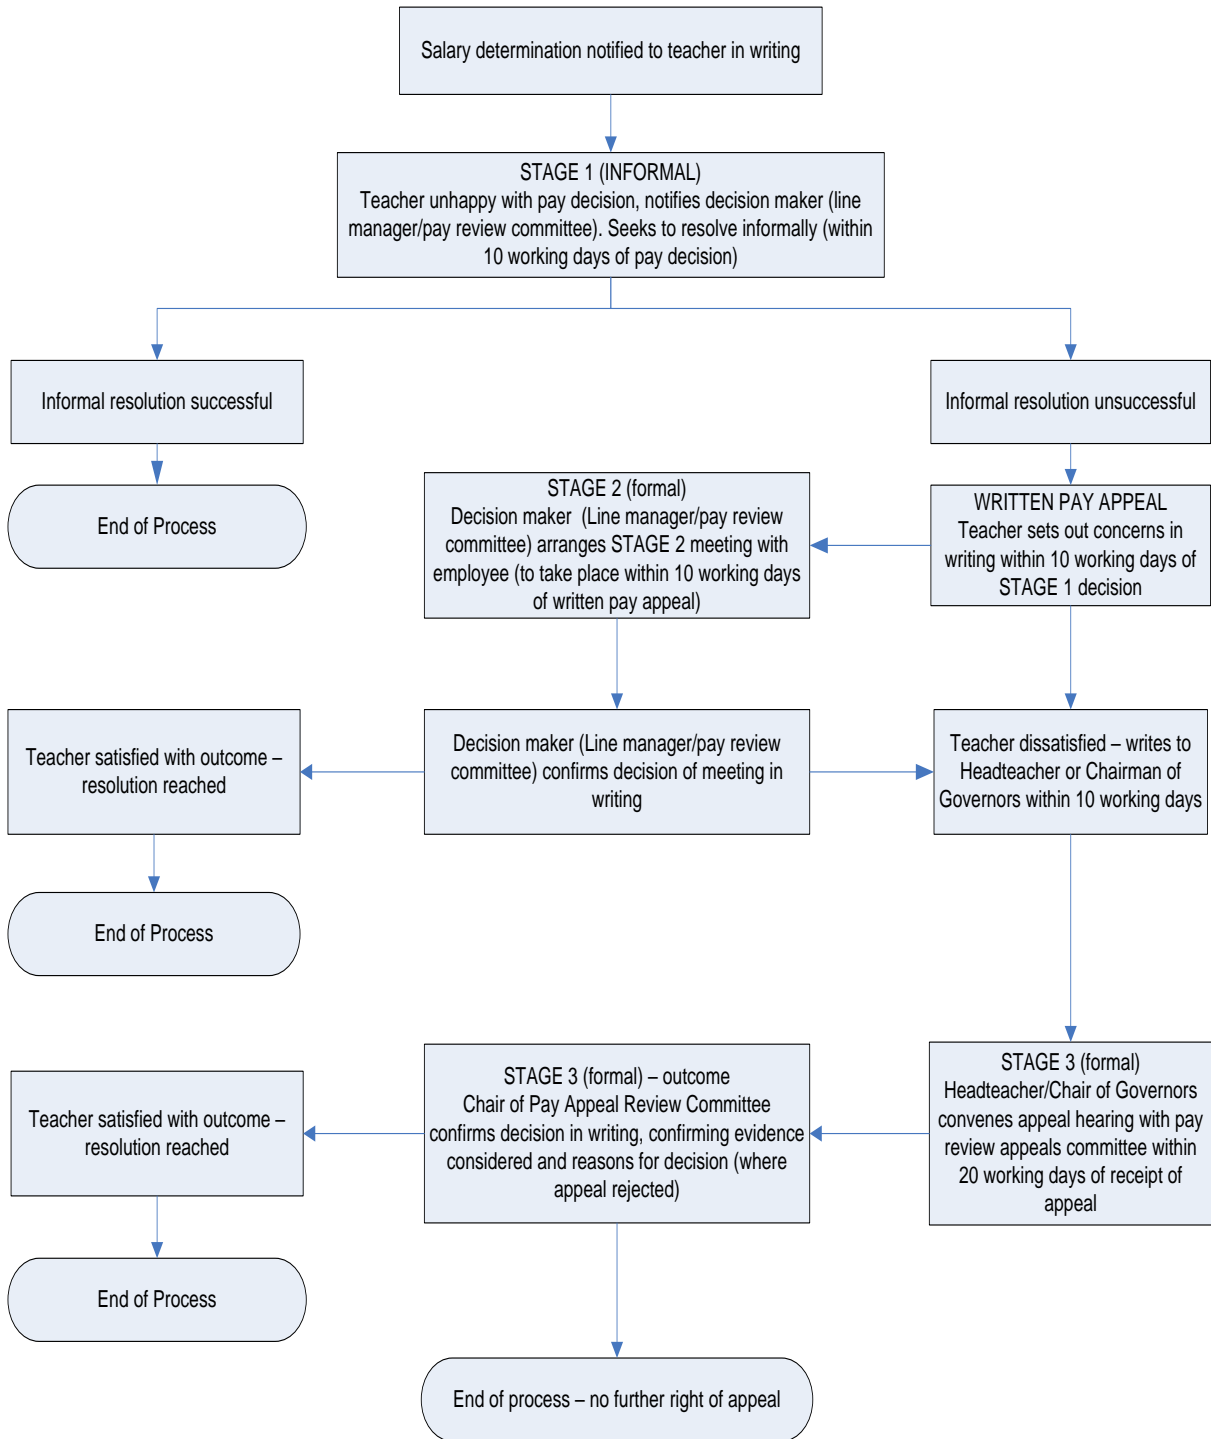 Salary determination notified to teacher in writing
STAGE 1 (INFORMAL)
Teacher unhappy with pay decision, notifies decision maker (line
manager/pay review committee). Seeks to resolve informally (within
10 working days of pay decision)
Informal resolution successful
Informal resolution unsuccessful
End of Process
STAGE 2 (formal)
Decision maker  (Line manager/pay review
committee) arranges STAGE 2 meeting with
employee (to take place within 10 working days
of written pay appeal)
WRITTEN PAY APPEAL
Teacher sets out concerns in
writing within 10 working days of
STAGE 1 decision
Teacher satisfied with outcome –
resolution reached
Decision maker (Line manager/pay review
committee) confirms decision of meeting in
writing
Teacher dissatisfied – writes to
Headteacher or Chairman of
Governors within 10 working days
End of Process
Teacher satisfied with outcome –
resolution reached
STAGE 3 (formal) – outcome
Chair of Pay Appeal Review Committee
confirms decision in writing, confirming evidence
considered and reasons for decision (where
appeal rejected)
STAGE 3 (formal)
Headteacher/Chair of Governors
convenes appeal hearing with pay
review appeals committee within
20 working days of receipt of
appeal
End of Process
End of process – no further right of appeal